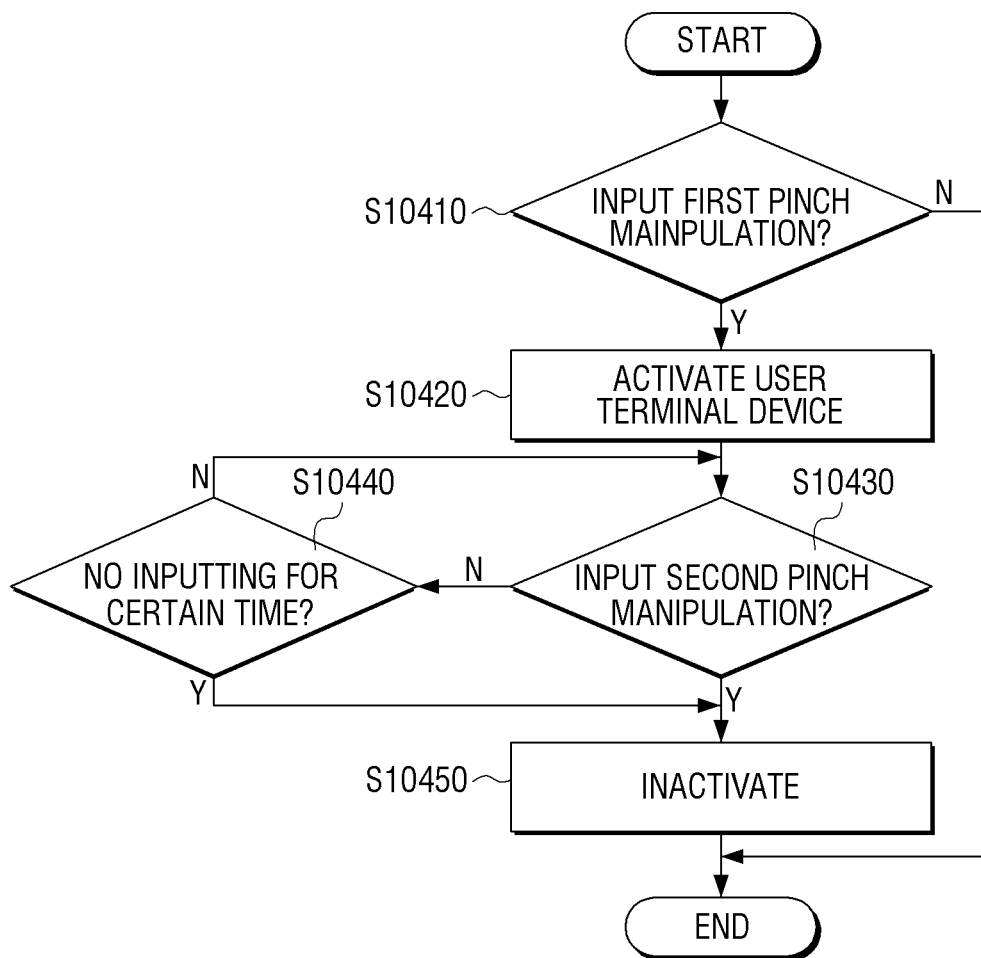 START
INPUT FIRST PINCH
MAINPULATION?
N
S10410
Y
ACTIVATE USER
TERMINAL DEVICE
S10420
N
S10440
S10430
NO INPUTTING FOR
CERTAIN TIME?
N
INPUT SECOND PINCH
MANIPULATION?
Y
Y
S10450
INACTIVATE
END